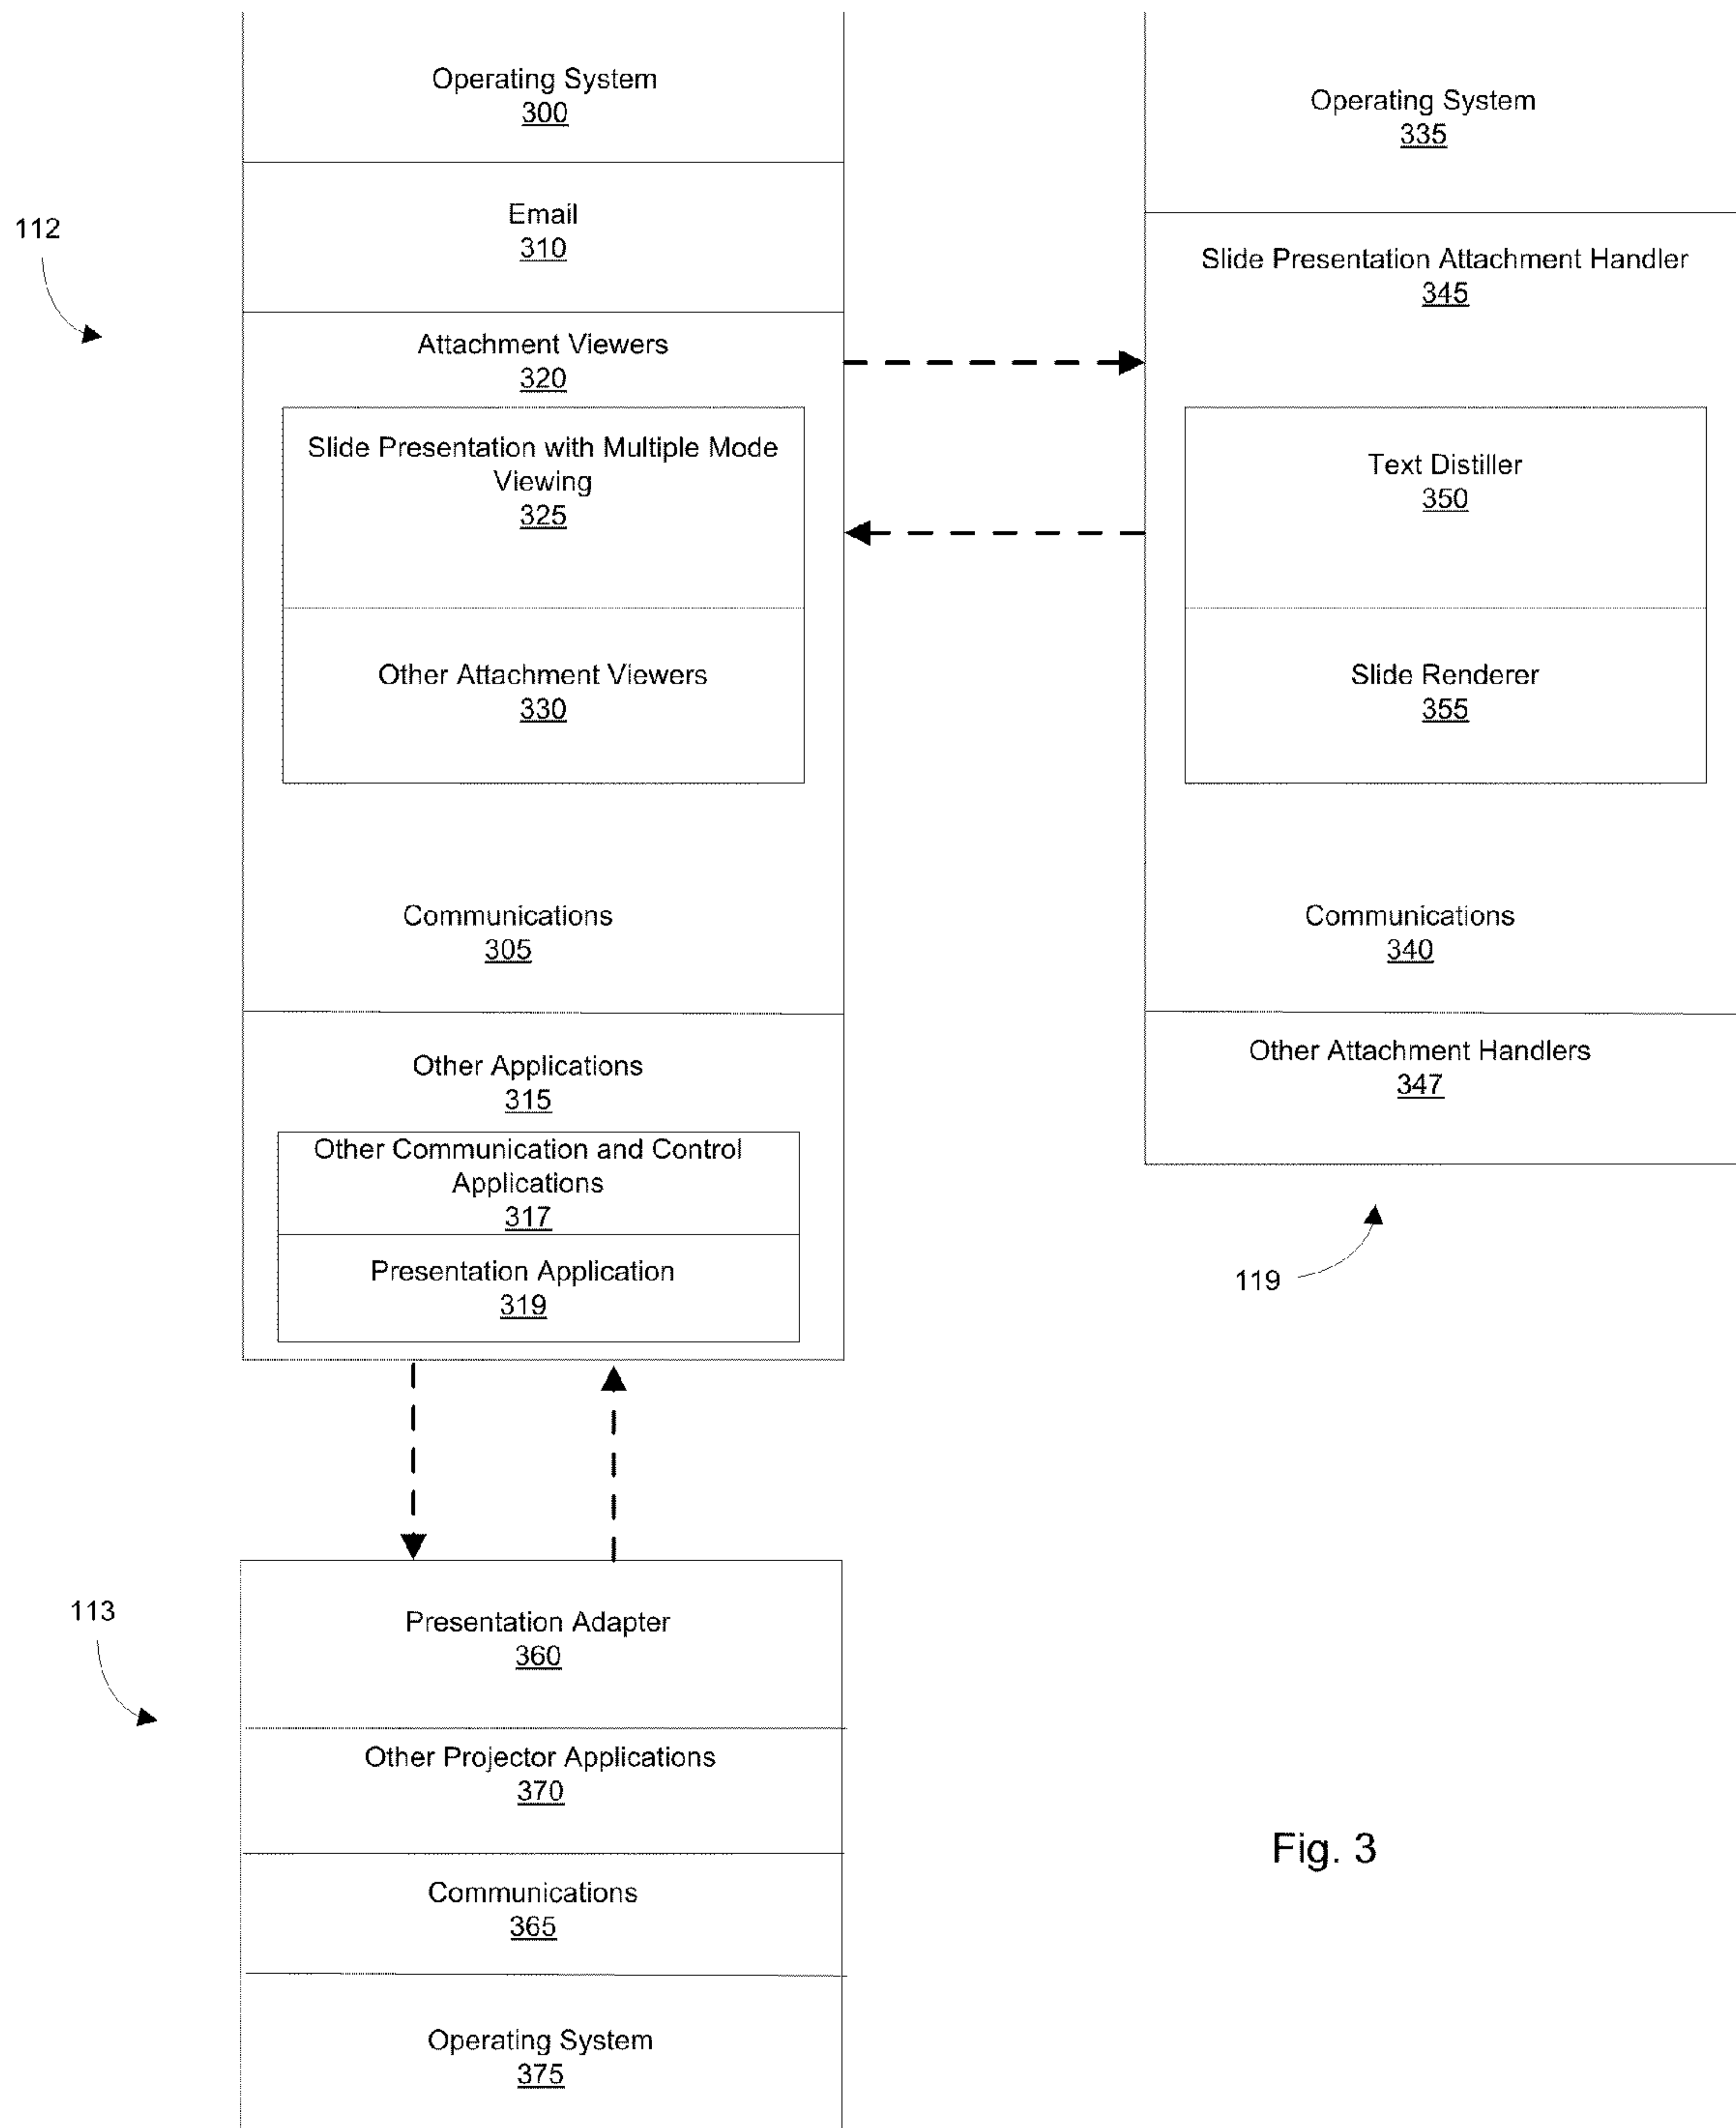 Operating System
300
Email
310
112
Attachment Viewers
320
Slide Presentation with Multiple Mode
Viewing
325
Other Attachment Viewers
330
Communications
305
Other Applications
315
Other Communication and Control
Applications
317
Presentation Application
319
Operating System
335
Slide Presentation Attachment Handler
345
Text Distiller
350
Slide Renderer
355
Communications
340
Other Attachment Handlers
347
119
113
Presentation Adapter
360
Other Projector Applications
370
Communications
365
Operating System
375
Fig. 3